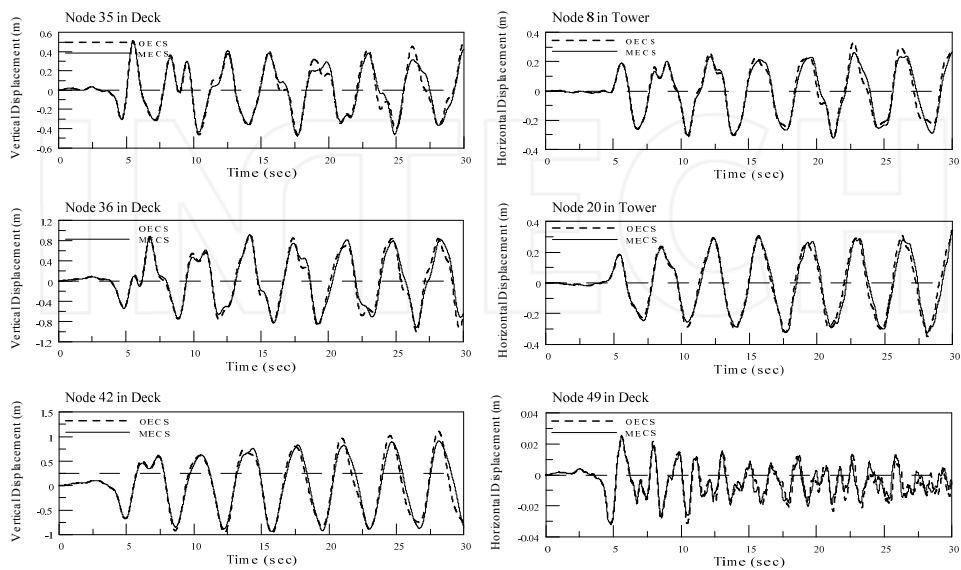 Node 35 in Deck
OECS
MECS
Vertical Displacement (m)
0.6
0.4
0.2
0
-0.2
-0.4
-0.6
0 5 10 15 20 25 30
Time (sec)
Node 8 in Tower
OECS
MECS
Horizontal Displacement (m)
0.4
0.2
0
-0.2
-0.4
0 5 10 15 20 25 30
Time (sec)
Node 36 in Deck
OECS
MECS
Vertical Displacement (m)
1.2
0.8
0.4
0
-0.4
-0.8
-1.2
0 5 10 15 20 25 30
Time (sec)
Node 20 in Tower
OECS
MECS
Horizontal Displacement (m)
0.4
0.2
0
-0.2
-0.4
0 5 10 15 20 25 30
Time (sec)
Node 42 in Deck
OECS
MECS
Vertical Displacement (m)
1.5
1
0.5
0
-0.5
-1
0 5 10 15 20 25 30
Time (sec)
Node 49 in Deck
OECS
MECS
Horizontal Displacement (m)
0.04
0.02
0
-0.02
-0.04
0 5 10 15 20 25 30
Time (sec)
INTECH